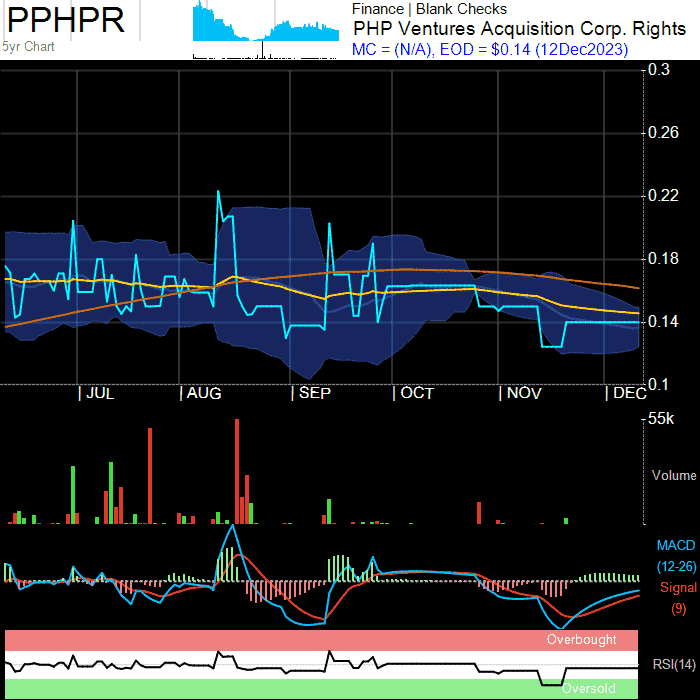 PPHPR
5yr Chart
Finance | Blank Checks
PHP Ventures Acquisition Corp. Rights
MC = (N/A), EOD = $0.14 (12Dec2023)
0.3
0.26
0.22
0.18
0.14
0.1
| JUL | AUG | SEP | OCT | NOV | DEC
55k
Volume
MACD
(12-26)
Signal
(9)
Overbought
RSI(14)
Oversold